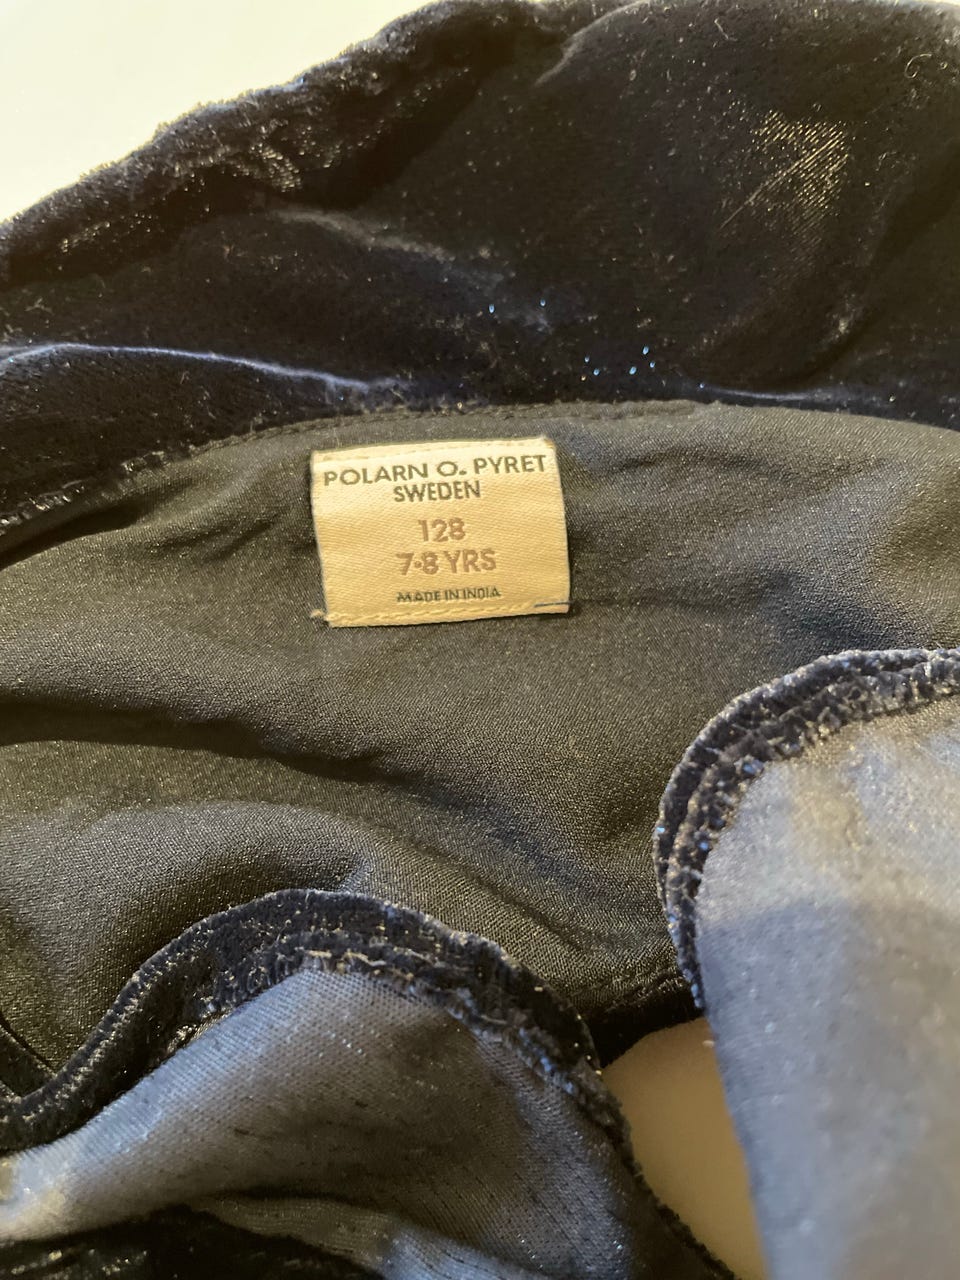 POLARN O. PYRET
SWEDEN
128
7-8 YRS
MADE IN INDIA